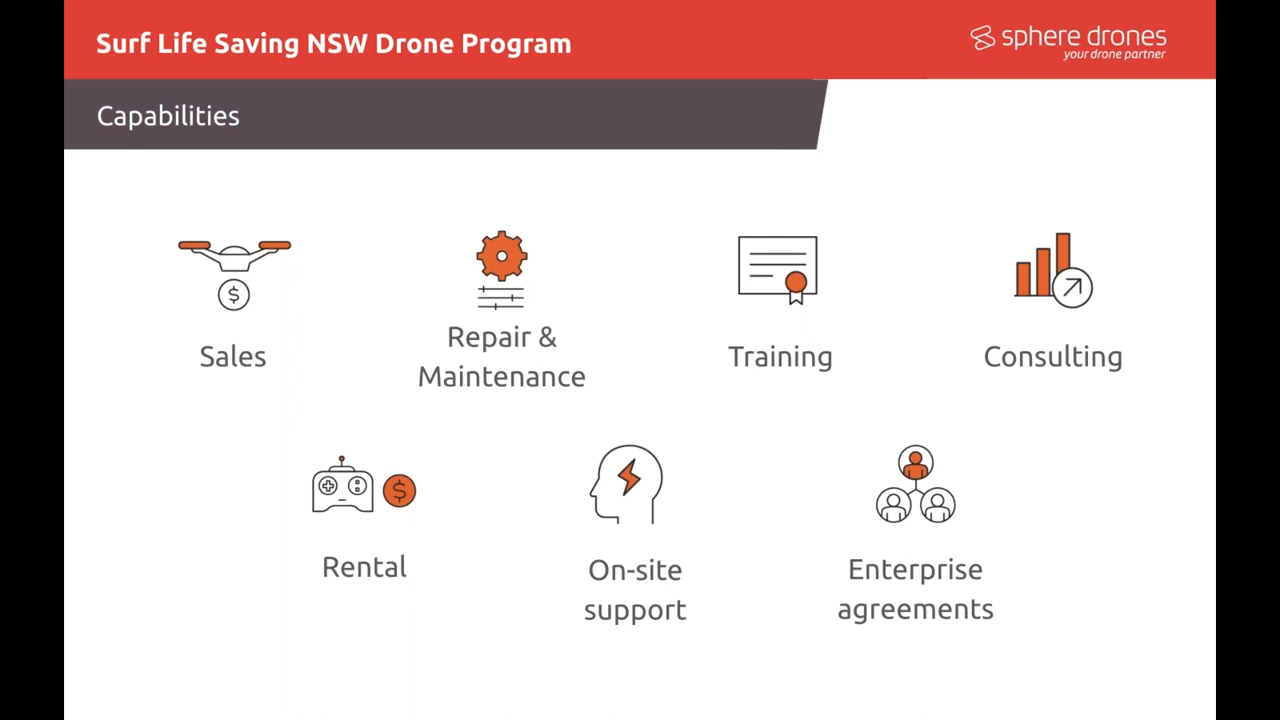 Surf Life Saving NSW Drone Program
sphere drones
your drone partner
Capabilities
$
Sales
Repair &
Maintenance
Training
Consulting
$
Rental
On-site
support
Enterprise
agreements